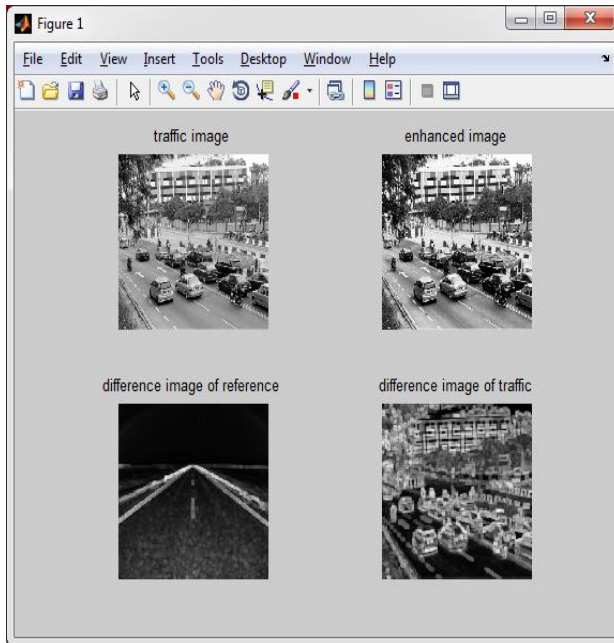 Figure 1
File Edit View Insert Tools Desktop Window Help
traffic image
enhanced image
difference image of reference
difference image of traffic